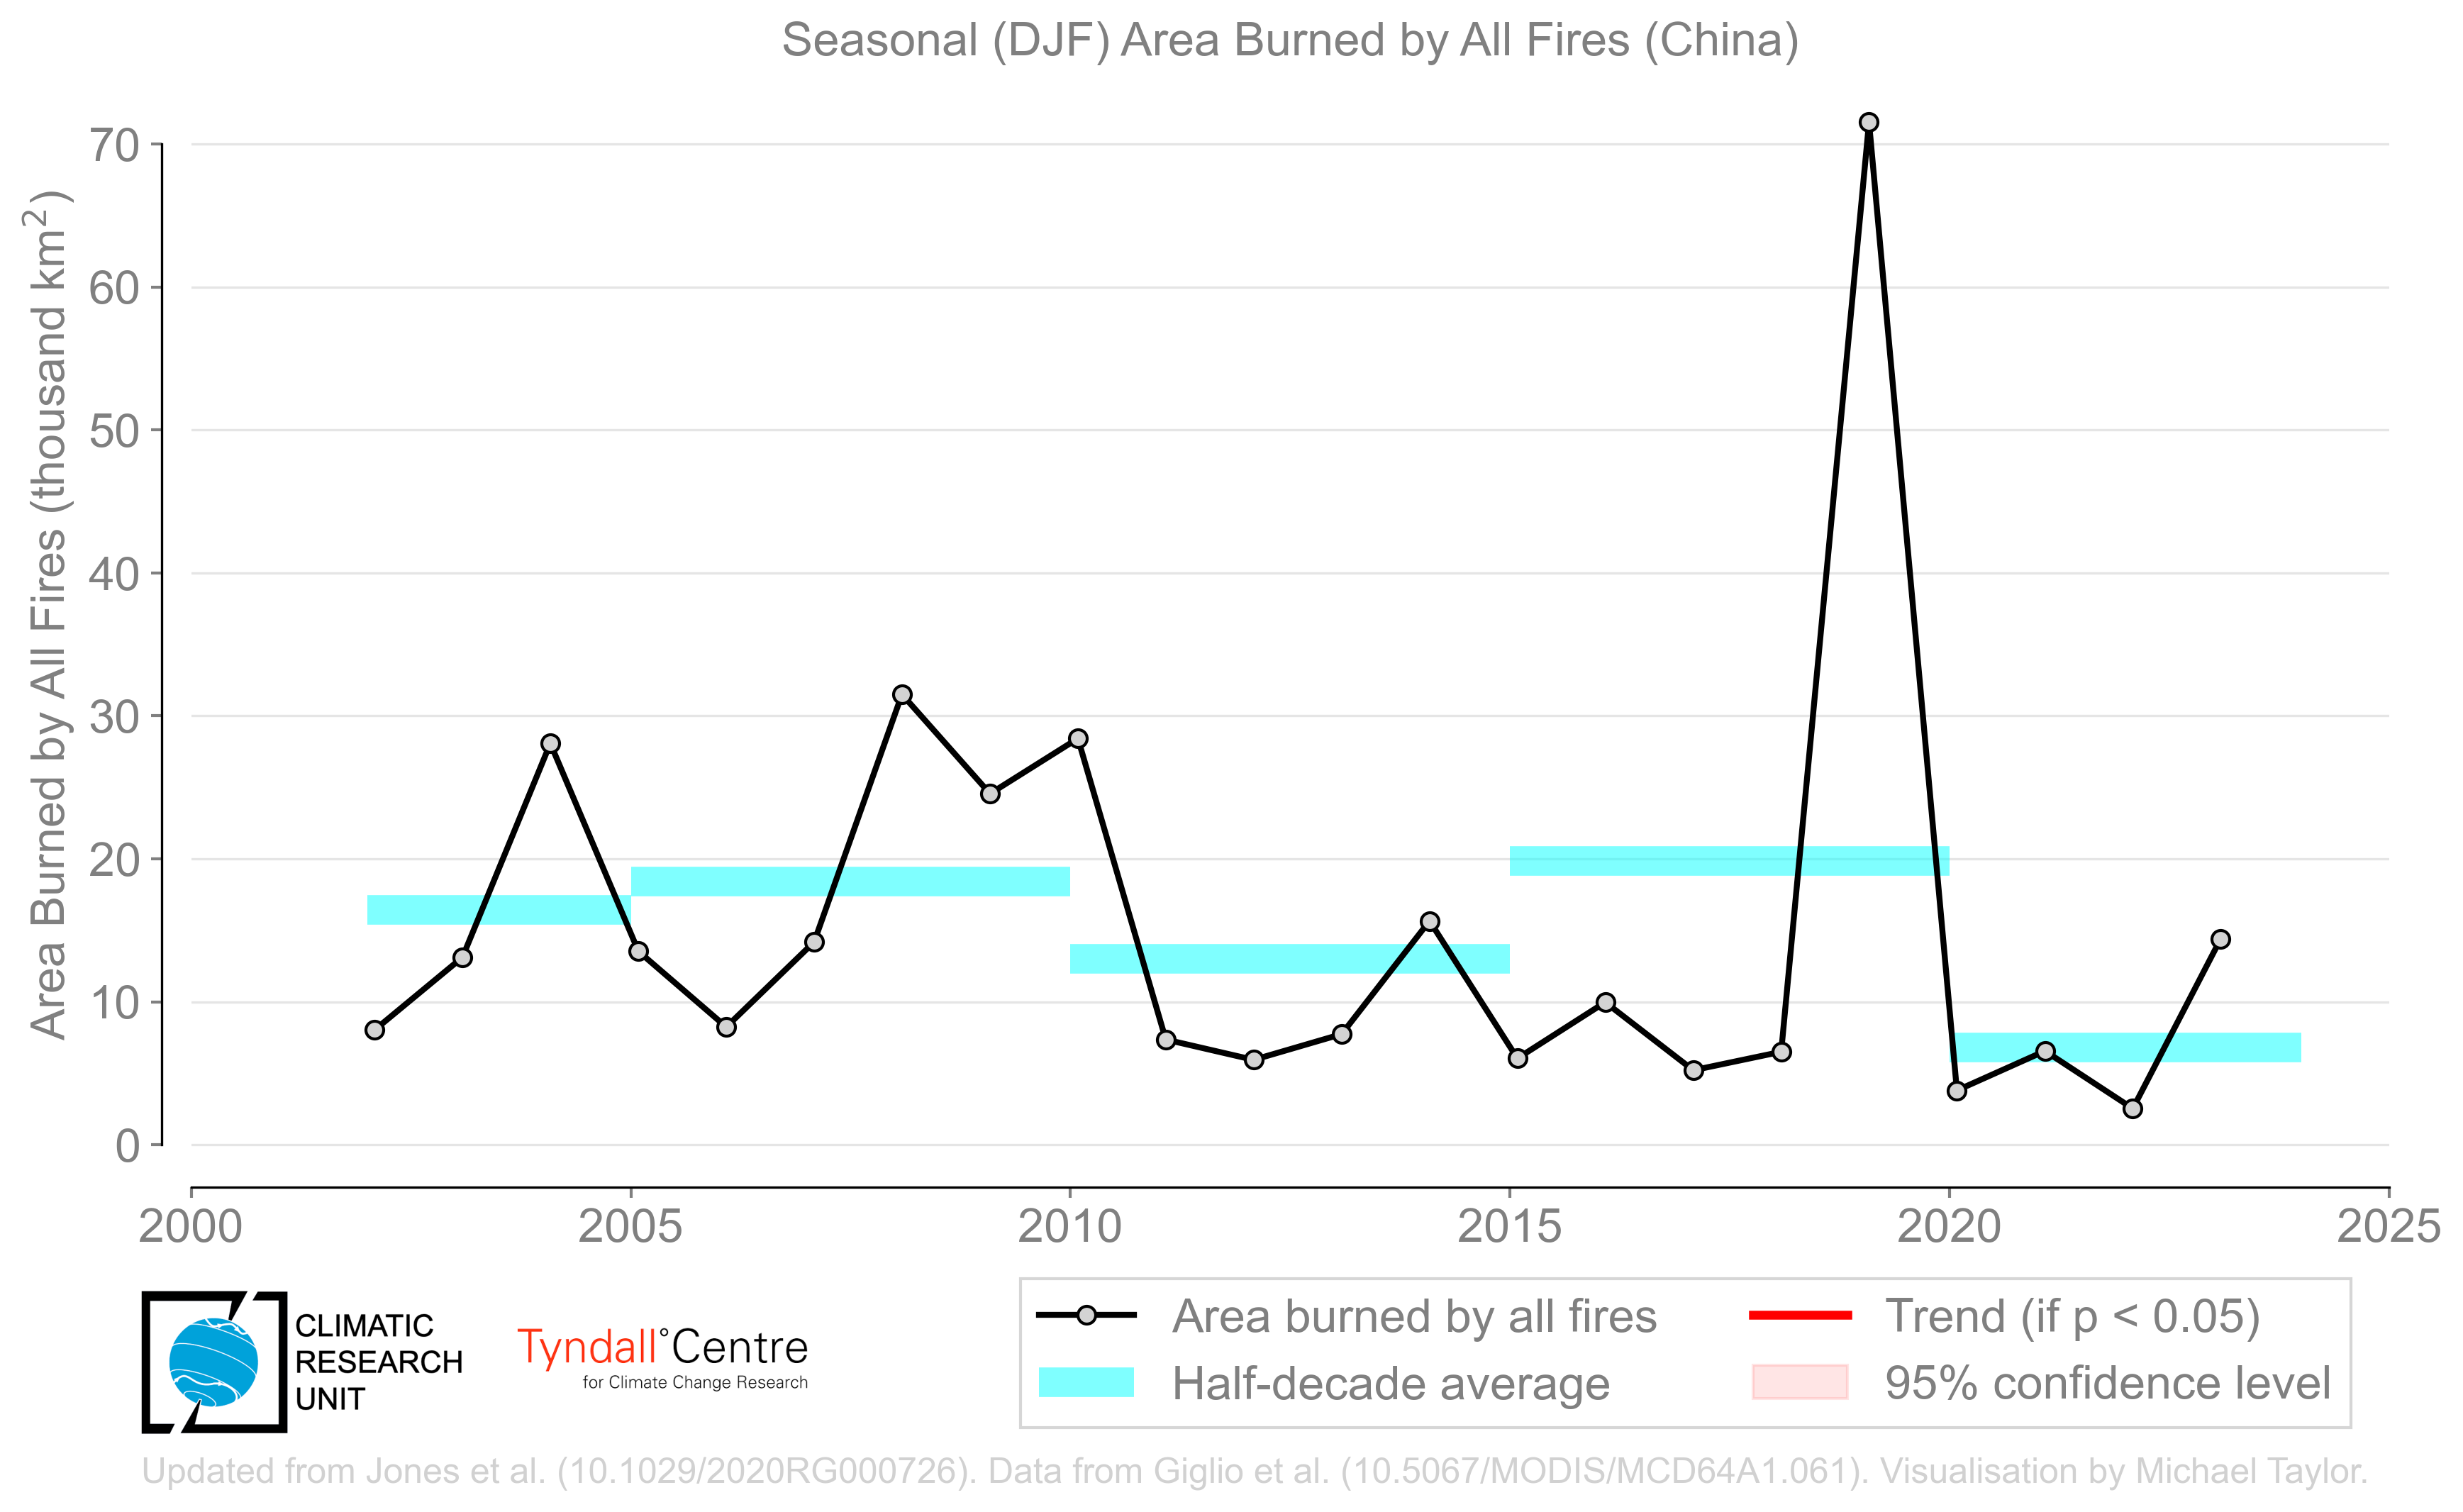 Seasonal (DJF) Area Burned by All Fires (China)
Area Burned by All Fires (thousand km²)
70
60
50
40
30
20
10
0
2000 2005 2010 2015 2020 2025
CLIMATIC
RESEARCH
UNIT
Tyndall°Centre
for Climate Change Research
Area burned by all fires
Half-decade average
Trend (if p < 0.05)
95% confidence level
Updated from Jones et al. (10.1029/2020RG000726). Data from Giglio et al. (10.5067/MODIS/MCD64A1.061). Visualisation by Michael Taylor.